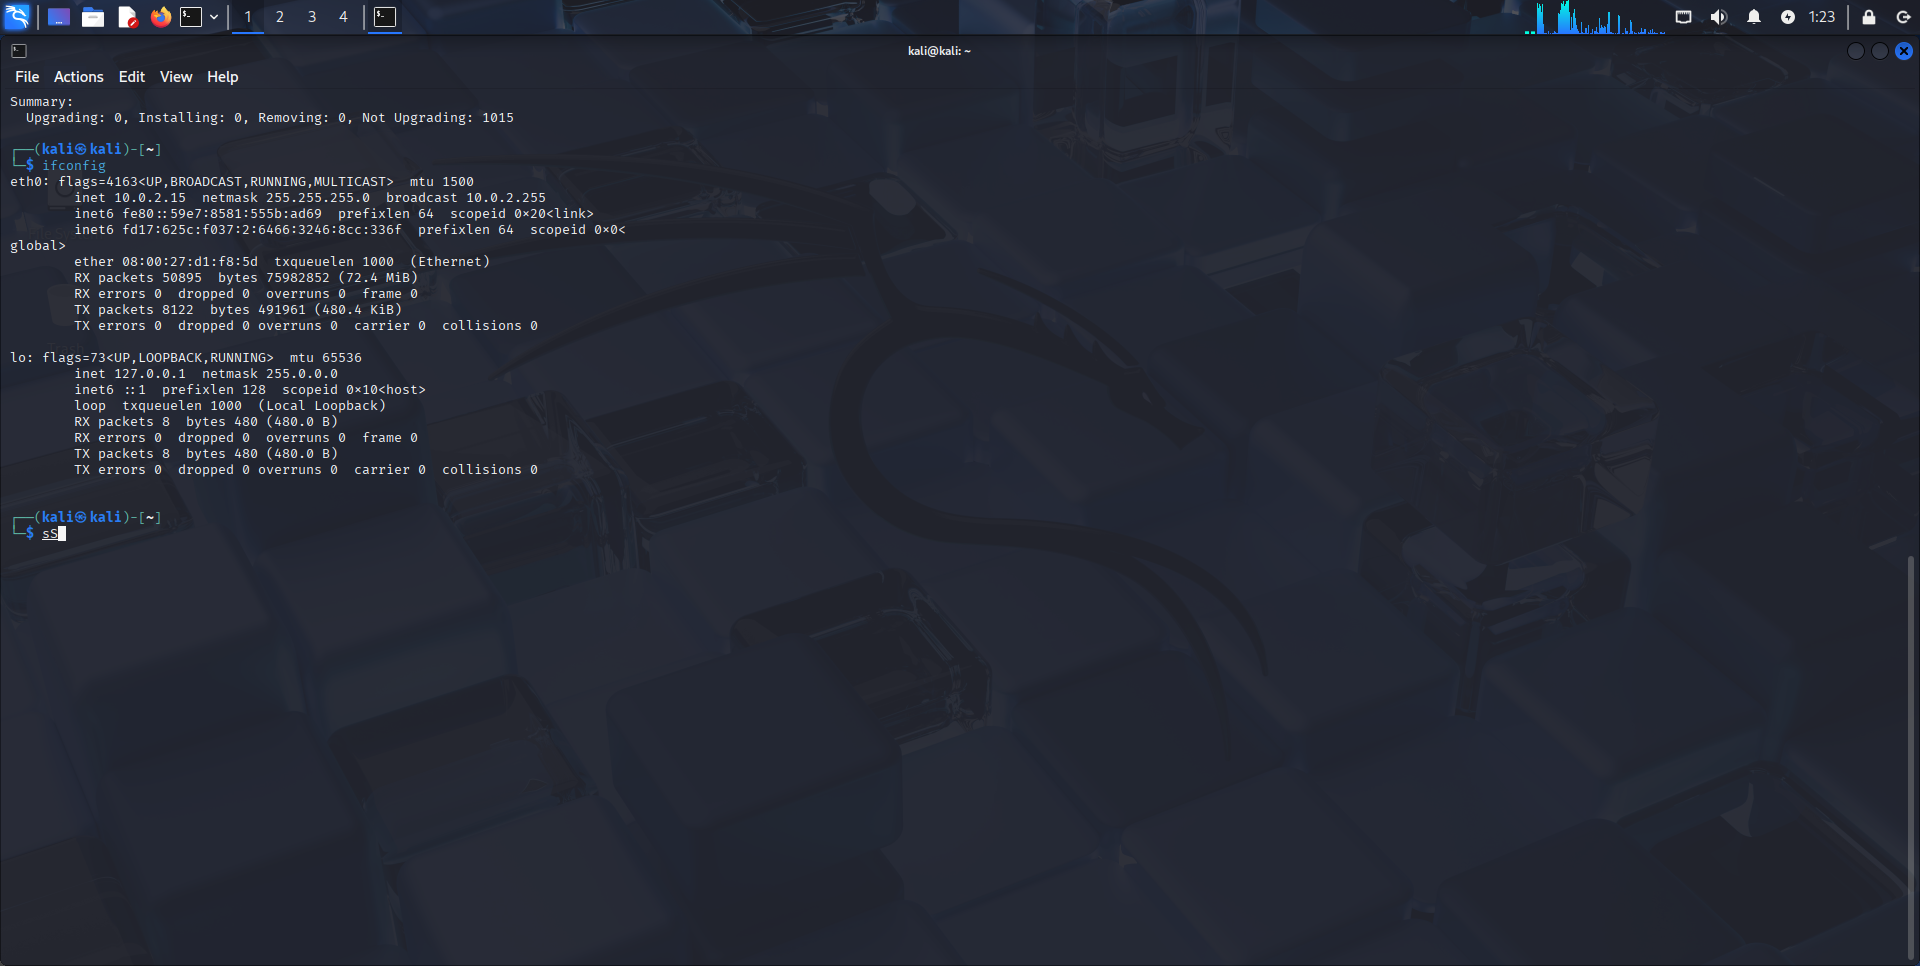 1 2 3 4 1:23
kali@kali: ~
File Actions Edit View Help
Summary:
  Upgrading: 0, Installing: 0, Removing: 0, Not Upgrading: 1015
┌──(kali㉿kali)-[~]
└─$ ifconfig
eth0: flags=4163<UP,BROADCAST,RUNNING,MULTICAST>  mtu 1500
        inet 10.0.2.15  netmask 255.255.255.0  broadcast 10.0.2.255
        inet6 fe80::59e7:8581:555b:ad69  prefixlen 64  scopeid 0x20<link>
        inet6 fd17:625c:f037:2:6466:3246:8cc:336f  prefixlen 64  scopeid 0x0<
global>
        ether 08:00:27:d1:f8:5d  txqueuelen 1000  (Ethernet)
        RX packets 50895  bytes 75982852 (72.4 MiB)
        RX errors 0  dropped 0  overruns 0  frame 0
        TX packets 8122  bytes 491961 (480.4 KiB)
        TX errors 0  dropped 0 overruns 0  carrier 0  collisions 0
lo: flags=73<UP,LOOPBACK,RUNNING>  mtu 65536
        inet 127.0.0.1  netmask 255.0.0.0
        inet6 ::1  prefixlen 128  scopeid 0x10<host>
        loop  txqueuelen 1000  (Local Loopback)
        RX packets 8  bytes 480 (480.0 B)
        RX errors 0  dropped 0  overruns 0  frame 0
        TX packets 8  bytes 480 (480.0 B)
        TX errors 0  dropped 0 overruns 0  carrier 0  collisions 0
┌──(kali㉿kali)-[~]
└─$ sS